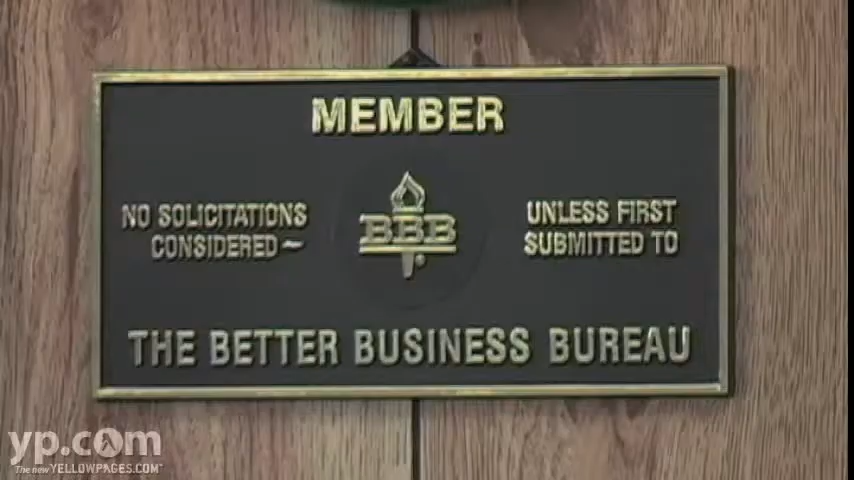 MEMBER
NO SOLICITATIONS
CONSIDERED~
BBB
UNLESS FIRST
SUBMITTED TO
THE BETTER BUSINESS BUREAU
yp.com
The new YELLOWPAGES.COM